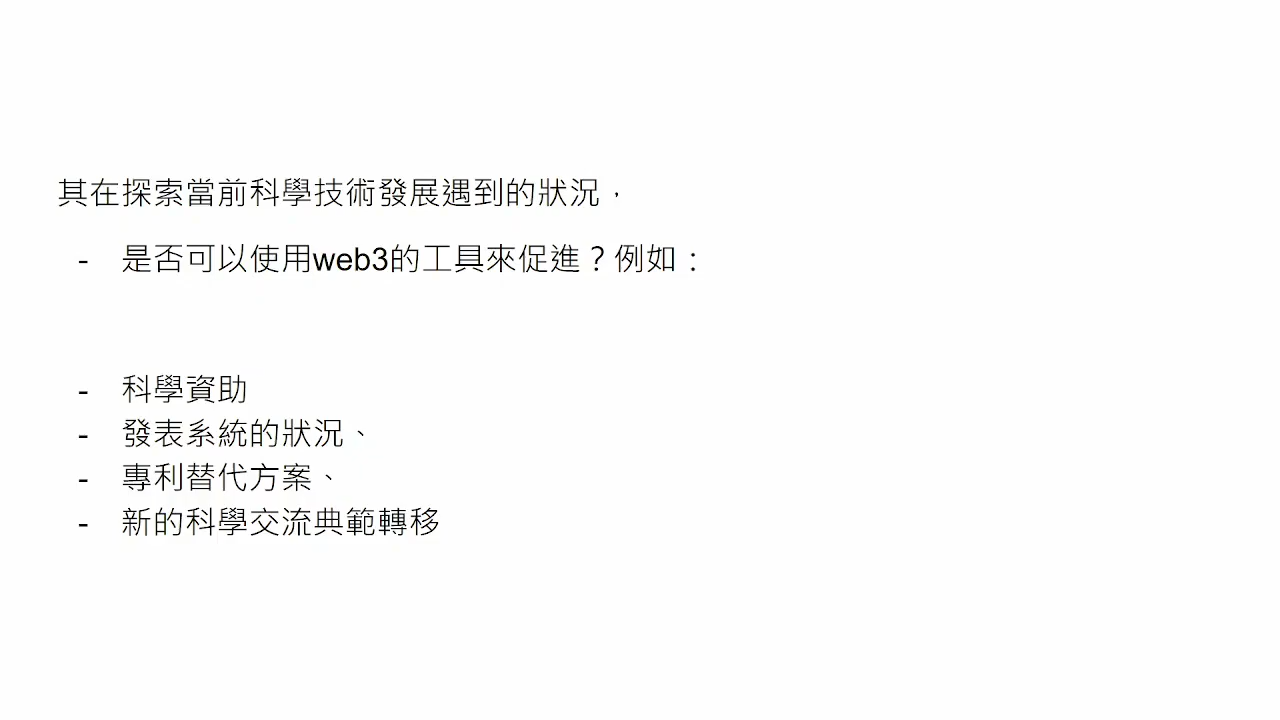 其在探索當前科學技術發展遇到的狀況，
- 是否可以使用web3的工具來促進？例如：
- 科學資助
- 發表系統的狀況、
- 專利替代方案、
- 新的科學交流典範轉移